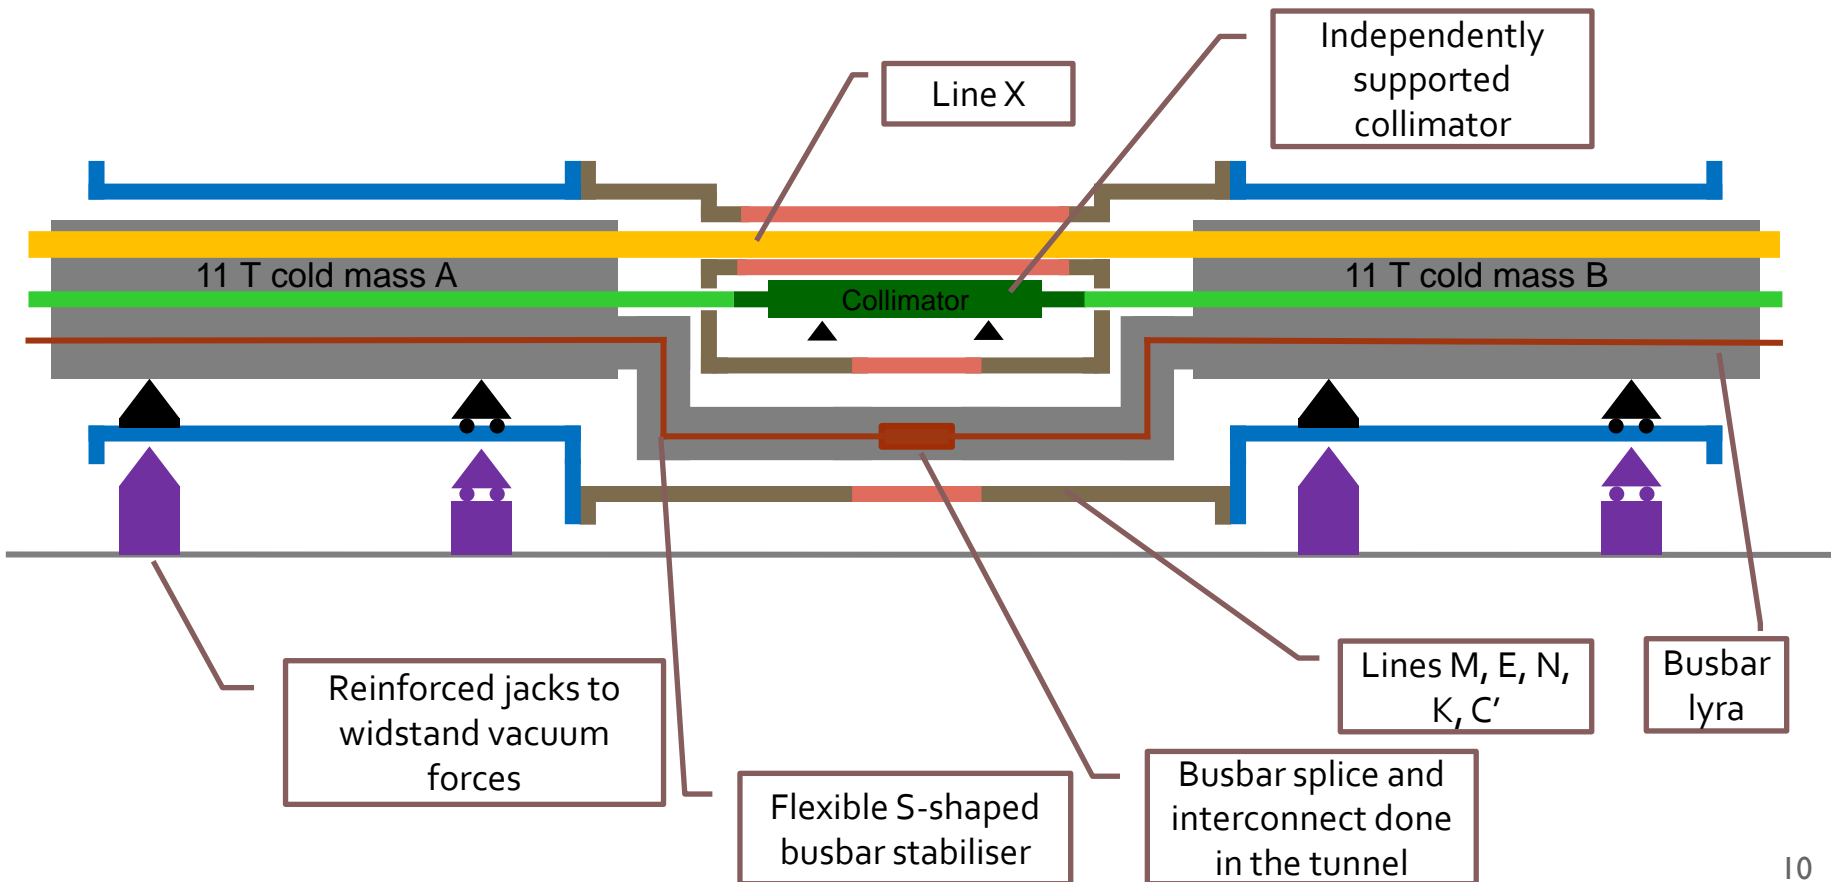 Independently
supported
collimator
Line X
11 T cold mass A
11 T cold mass B
Collimator
Reinforced jacks to
widstand vacuum
forces
Flexible S-shaped
busbar stabiliser
Busbar splice and
interconnect done
in the tunnel
Lines M, E, N,
K, C’
Busbar
lyra
10